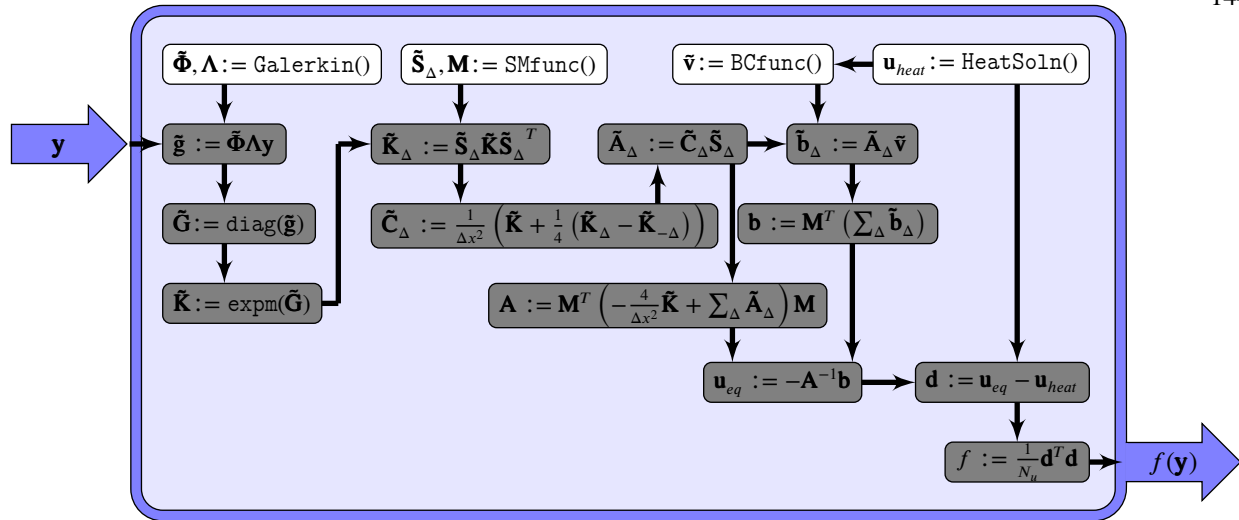 14
𝚽̃, 𝚲 := Galerkin()
S̃_Δ, M := SMfunc()
ṽ := BCfunc()
u_heat := HeatSoln()
y
g̃ := 𝚽̃𝚲y
K̃_Δ := S̃_Δ K̃ S̃_Δ^T
Ã_Δ := C̃_Δ S̃_Δ
b̃_Δ := Ã_Δ ṽ
G̃ := diag(g̃)
C̃_Δ := 1/Δx² (K̃ + 1/4 (K̃_Δ − K̃_−Δ))
b := M^T (∑_Δ b̃_Δ)
K̃ := expm(G̃)
A := M^T (−4/Δx² K̃ + ∑_Δ Ã_Δ) M
u_eq := −A^−1 b
d := u_eq − u_heat
f := 1/N_u d^T d
f(y)